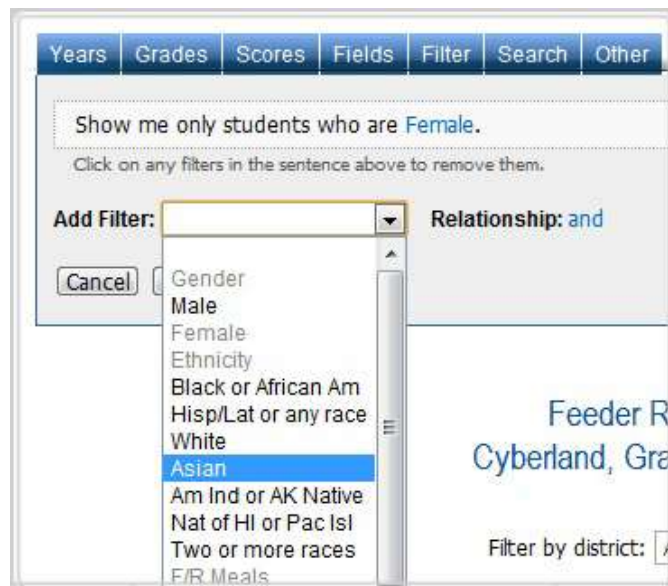 Years Grades Scores Fields Filter Search Other
Show me only students who are Female.
Click on any filters in the sentence above to remove them.
Add Filter: Relationship: and
Cancel
Gender
Male
Female
Ethnicity
Black or African Am
Hisp/Lat or any race
White
Asian
Am Ind or AK Native
Nat of HI or Pac Isl
Two or more races
F/R Meals
Feeder R
Cyberland, Gra
Filter by district: